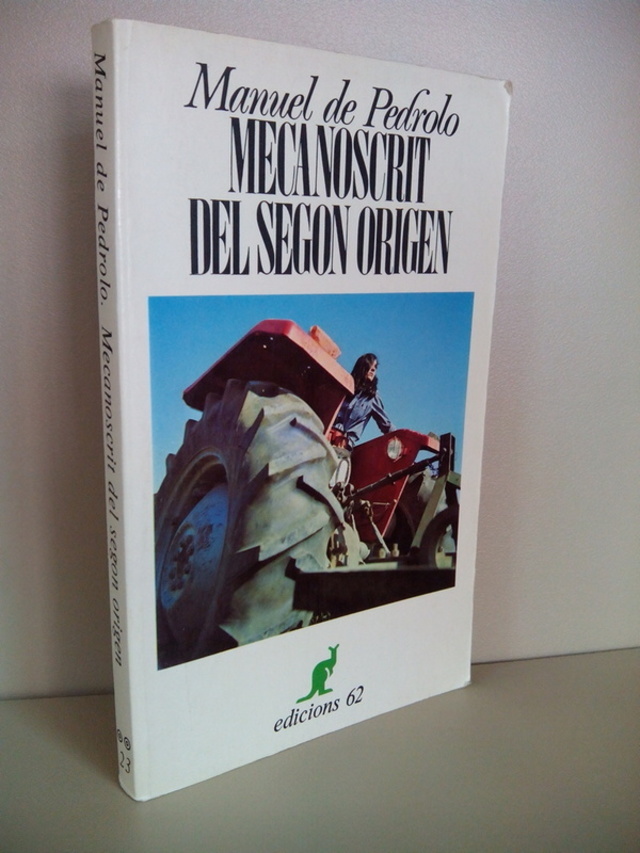 Manuel de Pedrolo
MECANOSCRIT
DEL SEGON ORIGEN
edicions 62
Manuel de Pedrolo. Mecanoscrit del segon origen
23